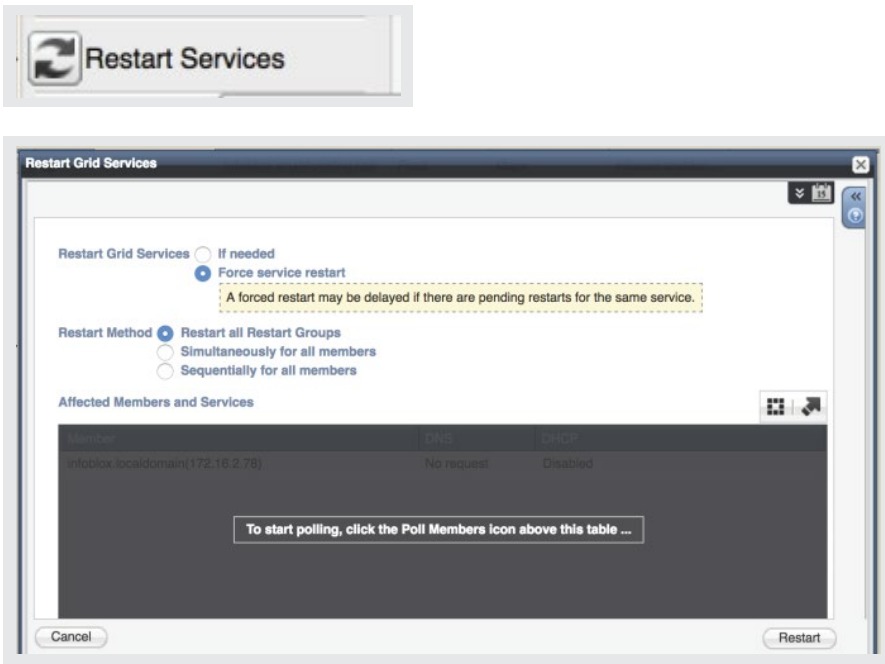 Restart Services
Restart Grid Services
15
Restart Grid Services If needed
Force service restart
A forced restart may be delayed if there are pending restarts for the same service.
Restart Method Restart all Restart Groups
Simultaneously for all members
Sequentially for all members
Affected Members and Services
Member DNS DHCP
infoblox.localdomain(172.16.2.78) No request Disabled
To start polling, click the Poll Members icon above this table ...
Cancel Restart